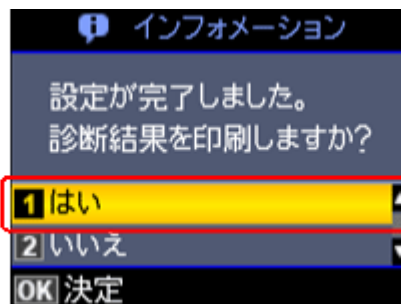 インフォメーション
設定が完了しました。
診断結果を印刷しますか?
1 はい
2 いいえ
OK 決定